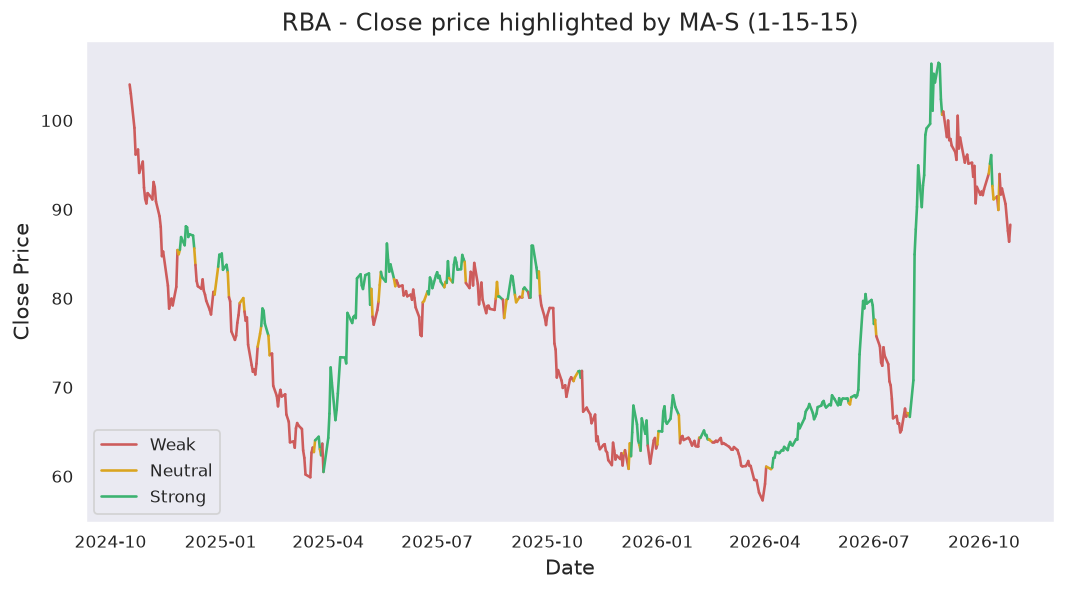 RBA - Close price highlighted by MA-S (1-15-15)
Close Price
100
90
80
70
60
Weak
Neutral
Strong
2024-10 2025-01 2025-04 2025-07 2025-10 2026-01 2026-04 2026-07 2026-10
Date